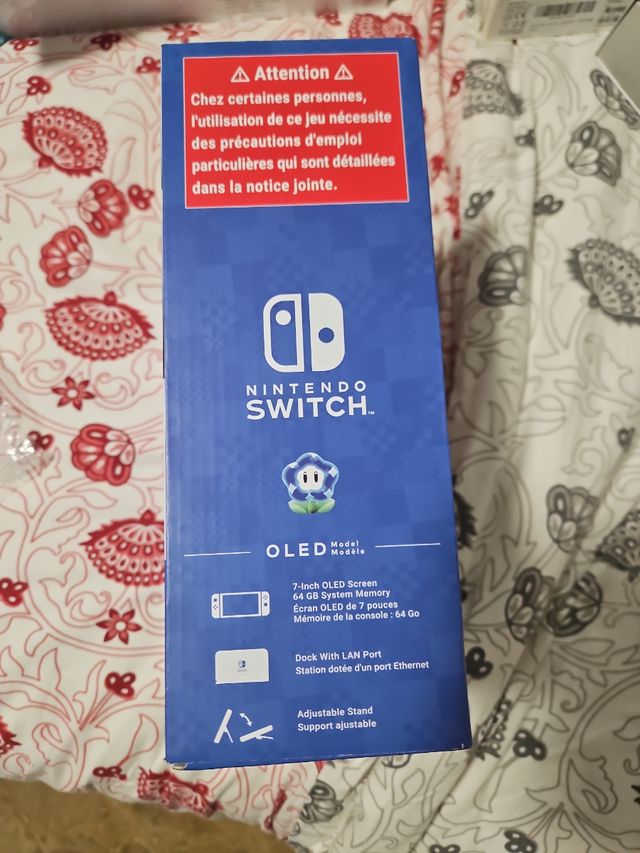 Attention
Chez certaines personnes,
l'utilisation de ce jeu nécessite
des précautions d'emploi
particulières qui sont détaillées
dans la notice jointe.
NINTENDO
SWITCH™
OLED Model
Modèle
7-Inch OLED Screen
64 GB System Memory
Écran OLED de 7 pouces
Mémoire de la console : 64 Go
Dock With LAN Port
Station dotée d'un port Ethernet
Adjustable Stand
Support ajustable